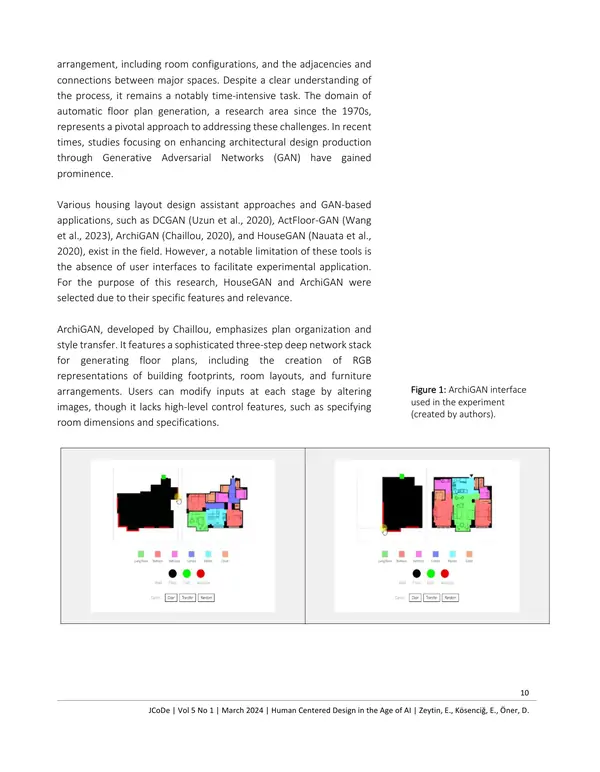 arrangement, including room configurations, and the adjacencies and
connections between major spaces. Despite a clear understanding of
the process, it remains a notably time-intensive task. The domain of
automatic floor plan generation, a research area since the 1970s,
represents a pivotal approach to addressing these challenges. In recent
times, studies focusing on enhancing architectural design production
through Generative Adversarial Networks (GAN) have gained
prominence.
Various housing layout design assistant approaches and GAN-based
applications, such as DCGAN (Uzun et al., 2020), ActFloor-GAN (Wang
et al., 2023), ArchiGAN (Chaillou, 2020), and HouseGAN (Nauata et al.,
2020), exist in the field. However, a notable limitation of these tools is
the absence of user interfaces to facilitate experimental application.
For the purpose of this research, HouseGAN and ArchiGAN were
selected due to their specific features and relevance.
ArchiGAN, developed by Chaillou, emphasizes plan organization and
style transfer. It features a sophisticated three-step deep network stack
for generating floor plans, including the creation of RGB
representations of building footprints, room layouts, and furniture
arrangements. Users can modify inputs at each stage by altering
images, though it lacks high-level control features, such as specifying
room dimensions and specifications.
Figure 1: ArchiGAN interface
used in the experiment
(created by authors).
Clear Transfer Random
Clear Transfer Random
10
JCoDe | Vol 5 No 1 | March 2024 | Human Centered Design in the Age of AI | Zeytin, E., Kösenciğ, E., Öner, D.